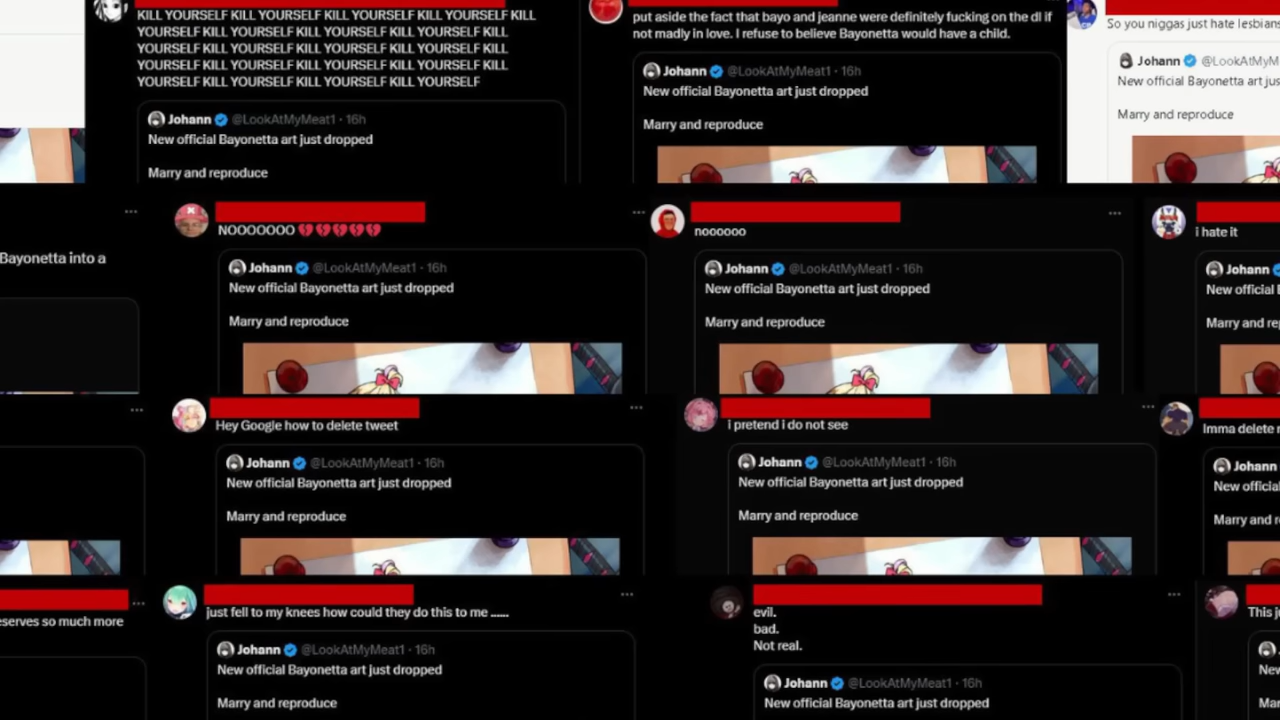 KILL YOURSELF KILL YOURSELF KILL YOURSELF KILL YOURSELF KILL
YOURSELF KILL YOURSELF KILL YOURSELF KILL YOURSELF KILL
YOURSELF KILL YOURSELF KILL YOURSELF KILL YOURSELF KILL
YOURSELF KILL YOURSELF KILL YOURSELF KILL YOURSELF KILL
YOURSELF KILL YOURSELF KILL YOURSELF KILL YOURSELF
Johann @LookAtMyMeat1 · 16h
New official Bayonetta art just dropped
Marry and reproduce
put aside the fact that bayo and jeanne were definitely fucking on the dl if
not madly in love. I refuse to believe Bayonetta would have a child.
Johann @LookAtMyMeat1 · 16h
New official Bayonetta art just dropped
Marry and reproduce
So you niggas just hate lesbians
Johann @LookAtMyM
New official Bayonetta art jus
Marry and reproduce
Bayonetta into a
NOOOOOOO 💔💔💔💔💔
Johann @LookAtMyMeat1 · 16h
New official Bayonetta art just dropped
Marry and reproduce
noooooo
Johann @LookAtMyMeat1 · 16h
New official Bayonetta art just dropped
Marry and reproduce
i hate it
Johann
New official
Marry and re
Hey Google how to delete tweet
Johann @LookAtMyMeat1 · 16h
New official Bayonetta art just dropped
Marry and reproduce
i pretend i do not see
Johann @LookAtMyMeat1 · 16h
New official Bayonetta art just dropped
Marry and reproduce
Imma delete
Johann
New official
Marry and r
eserves so much more
just fell to my knees how could they do this to me ......
Johann @LookAtMyMeat1 · 16h
New official Bayonetta art just dropped
Marry and reproduce
evil.
bad.
Not real.
Johann @LookAtMyMeat1 · 16h
New official Bayonetta art just dropped
This j
J
New
Mar